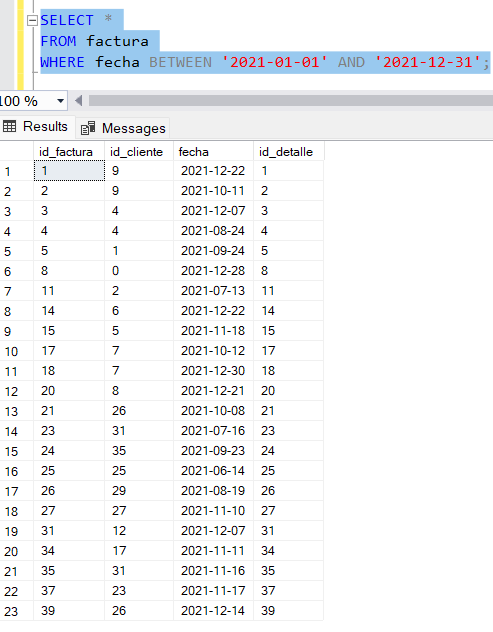 SELECT *
FROM factura
WHERE fecha BETWEEN '2021-01-01' AND '2021-12-31';
100 %
Results Messages
id_factura id_cliente fecha id_detalle
1 1 9 2021-12-22 1
2 2 9 2021-10-11 2
3 3 4 2021-12-07 3
4 4 4 2021-08-24 4
5 5 1 2021-09-24 5
6 8 0 2021-12-28 8
7 11 2 2021-07-13 11
8 14 6 2021-12-22 14
9 15 5 2021-11-18 15
10 17 7 2021-10-12 17
11 18 7 2021-12-30 18
12 20 8 2021-12-21 20
13 21 26 2021-10-08 21
14 23 31 2021-07-16 23
15 24 35 2021-09-23 24
16 25 25 2021-06-14 25
17 26 29 2021-08-19 26
18 27 27 2021-11-10 27
19 31 12 2021-12-07 31
20 34 17 2021-11-11 34
21 35 31 2021-11-16 35
22 37 23 2021-11-17 37
23 39 26 2021-12-14 39